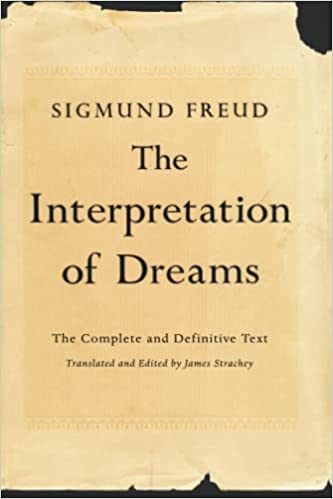 SIGMUND FREUD
The
Interpretation
of Dreams
The Complete and Definitive Text
Translated and Edited by James Strachey